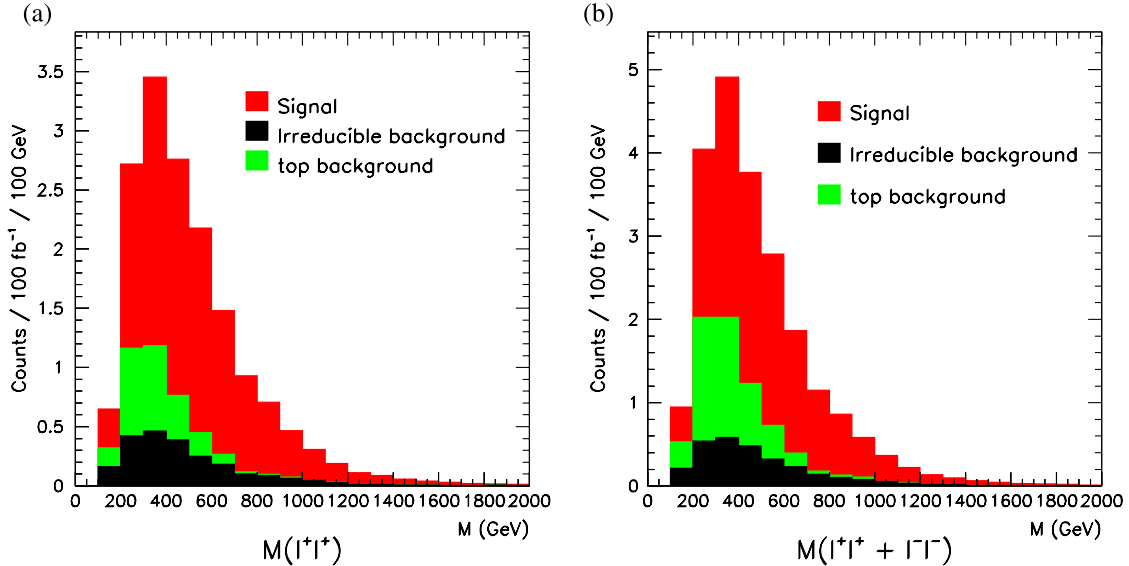 (a)
Counts / 100 fb⁻¹ / 100 GeV
3.5
3
2.5
2
1.5
1
0.5
0
Signal
Irreducible background
top background
0 200 400 600 800 1000 1200 1400 1600 1800 2000
M (GeV)
M(l⁺l⁺)
(b)
Counts / 100 fb⁻¹ / 100 GeV
5
4
3
2
1
0
Signal
Irreducible background
top background
0 200 400 600 800 1000 1200 1400 1600 1800 2000
M (GeV)
M(l⁺l⁺ + l⁻l⁻)